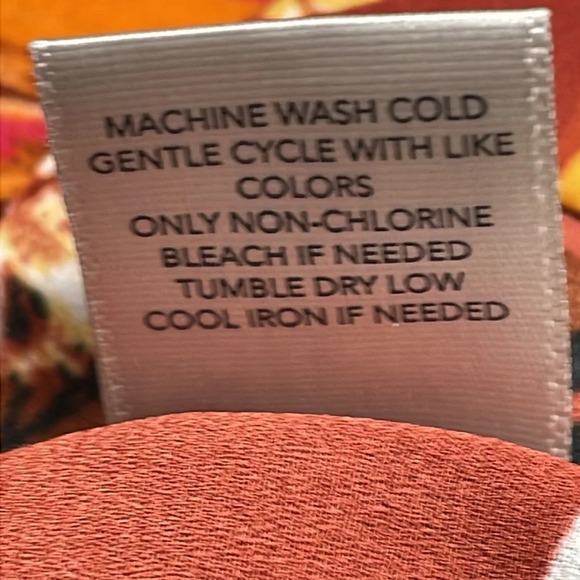 MACHINE WASH COLD
GENTLE CYCLE WITH LIKE
COLORS
ONLY NON-CHLORINE
BLEACH IF NEEDED
TUMBLE DRY LOW
COOL IRON IF NEEDED